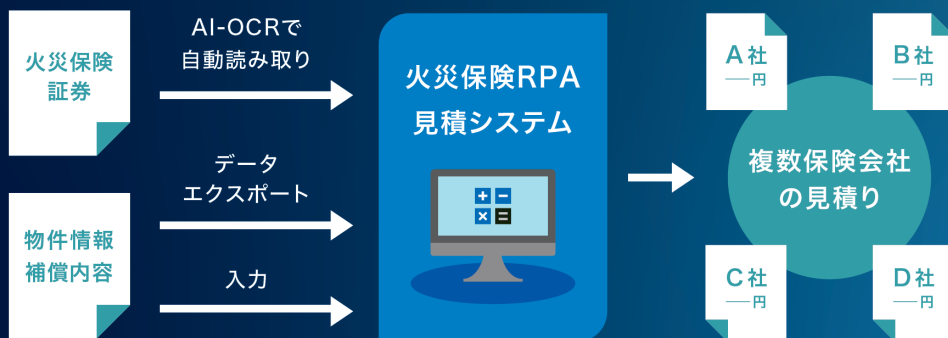 火災保険
証券
AI-OCRで
自動読み取り
物件情報
補償内容
データ
エクスポート
入力
火災保険RPA
見積システム
A社
―円
B社
―円
複数保険会社
の見積り
C社
―円
D社
―円